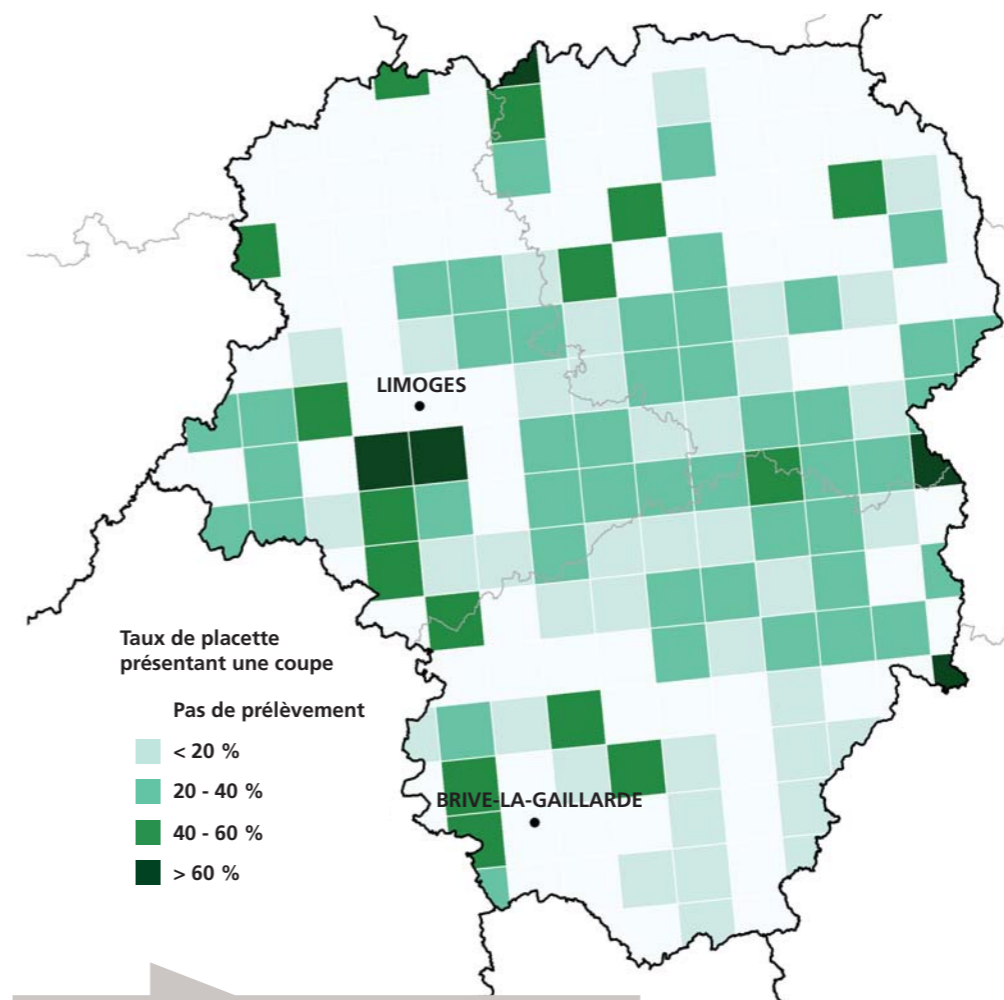 LIMOGES
Taux de placette
présentant une coupe
Pas de prélèvement
< 20 %
20 - 40 %
40 - 60 %
> 60 %
BRIVE-LA-GAILLARDE